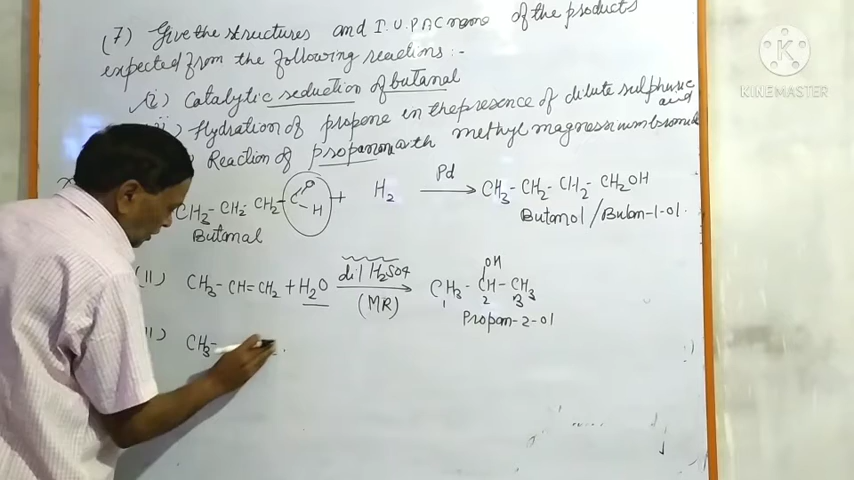 (7) Give the structures and I.U.PAC name of the products
expected from the following reactions:-
(i) Catalytic reduction of butanal
) Hydration of propene in the presence of dilute sulphuric and
Reaction of propanone with methyl magnesium bromide
CH3-CH2-CH2-C O H + H2 Pd CH3-CH2-CH2-CH2OH
Butanal
Butanol/Butan-1-ol.
(II) CH3-CH=CH2+H2O dil H2SO4 (MR) CH3-CH-CH3
OH
1 2 3
Propan-2-ol
II) CH3-
K
KINEMASTER